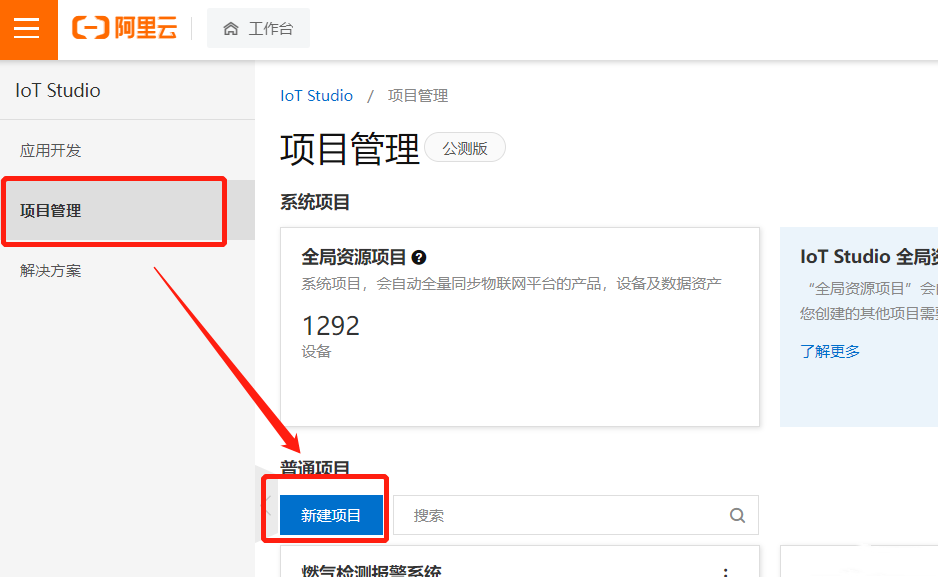 阿里云
工作台
IoT Studio
应用开发
项目管理
解决方案
IoT Studio / 项目管理
项目管理 公测版
系统项目
全局资源项目
系统项目，会自动全量同步物联网平台的产品，设备及数据资产
1292
设备
IoT Studio 全局资
“全局资源项目”会自
您创建的其他项目需要
了解更多
普通项目
新建项目
搜索
燃气检测报警系统